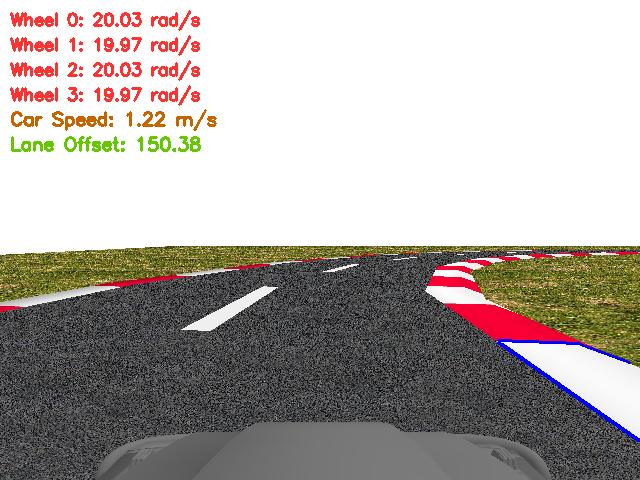 Wheel 0: 20.03 rad/s
Wheel 1: 19.97 rad/s
Wheel 2: 20.03 rad/s
Wheel 3: 19.97 rad/s
Car Speed: 1.22 m/s
Lane Offset: 150.38